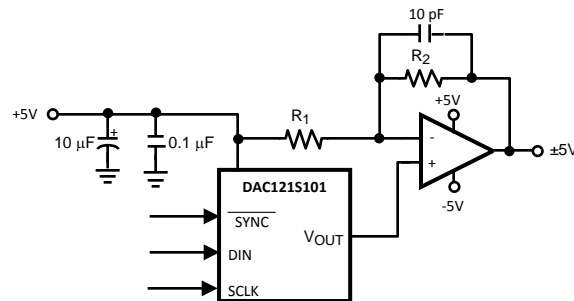 10 pF
R2
+5V
R1
+5V
10 µF
+
0.1 µF
-
+
±5V
-5V
DAC121S101
SYNC
VOUT
DIN
SCLK